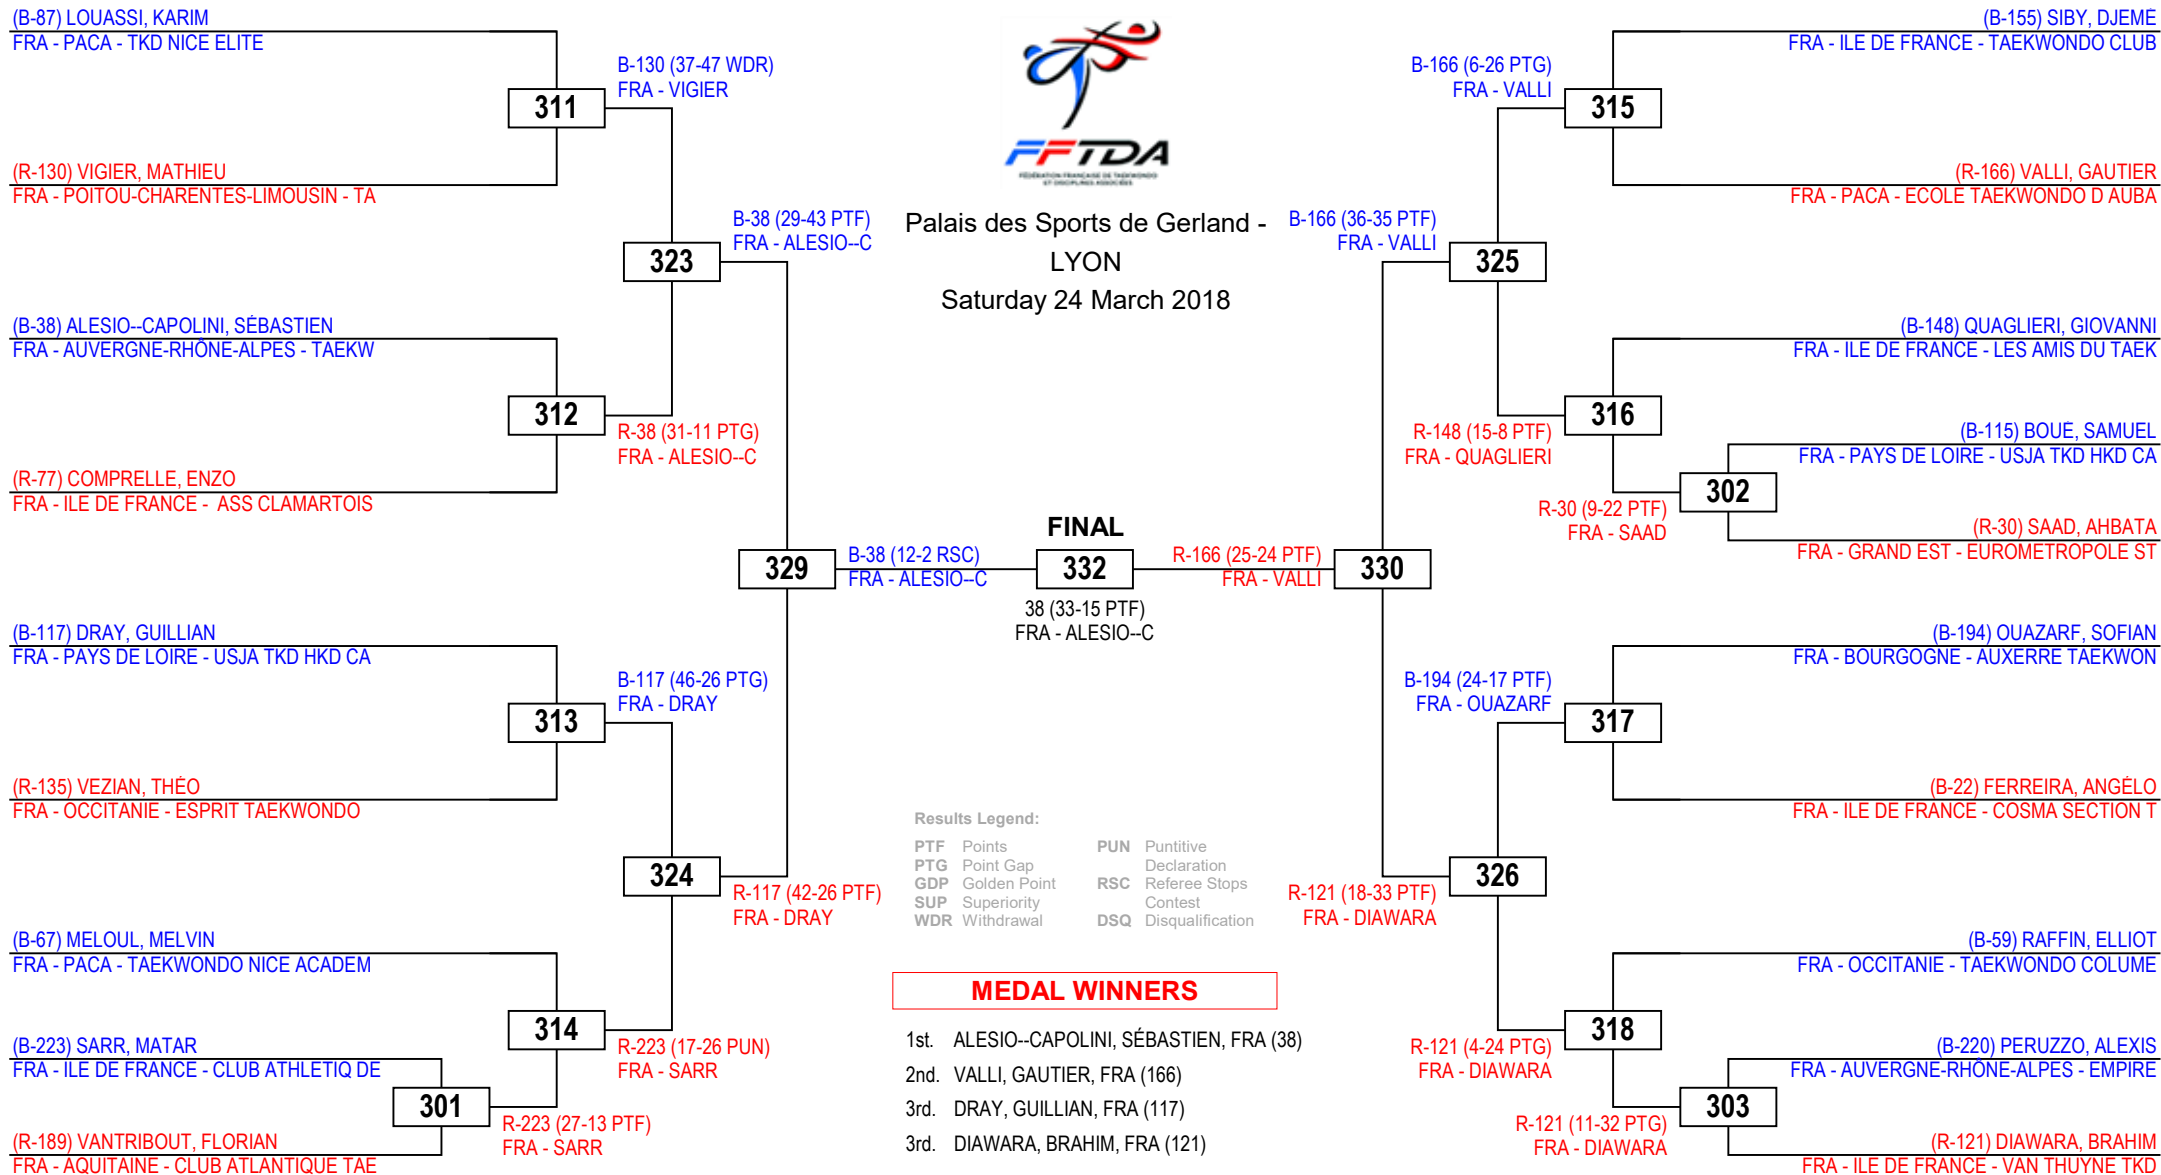 (B-87) LOUASSI, KARIM
FRA - PACA - TKD NICE ELITE
B-130 (37-47 WDR)
FRA - VIGIER
311
(R-130) VIGIER, MATHIEU
FRA - POITOU-CHARENTES-LIMOUSIN - TA
B-38 (29-43 PTF)
FRA - ALESIO--C
323
(B-38) ALESIO--CAPOLINI, SÉBASTIEN
FRA - AUVERGNE-RHÔNE-ALPES - TAEKW
312
R-38 (31-11 PTG)
FRA - ALESIO--C
(R-77) COMPRELLE, ENZO
FRA - ILE DE FRANCE - ASS CLAMARTOIS
329
B-38 (12-2 RSC)
FRA - ALESIO--C
(B-117) DRAY, GUILLIAN
FRA - PAYS DE LOIRE - USJA TKD HKD CA
B-117 (46-26 PTG)
FRA - DRAY
313
(R-135) VEZIAN, THÉO
FRA - OCCITANIE - ESPRIT TAEKWONDO
324
R-117 (42-26 PTF)
FRA - DRAY
(B-67) MELOUL, MELVIN
FRA - PACA - TAEKWONDO NICE ACADEM
314
R-223 (17-26 PUN)
FRA - SARR
(B-223) SARR, MATAR
FRA - ILE DE FRANCE - CLUB ATHLETIQ DE
301
R-223 (27-13 PTF)
FRA - SARR
(R-189) VANTRIBOUT, FLORIAN
FRA - AQUITAINE - CLUB ATLANTIQUE TAE
FFTDA
FÉDÉRATION FRANÇAISE DE TAEKWONDO
ET DISCIPLINES ASSOCIÉES
Palais des Sports de Gerland -
LYON
Saturday 24 March 2018
FINAL
332
38 (33-15 PTF)
FRA - ALESIO--C
Results Legend:
PTF Points
PTG Point Gap
GDP Golden Point
SUP Superiority
WDR Withdrawal
PUN Puntitive
Declaration
RSC Referee Stops
Contest
DSQ Disqualification
MEDAL WINNERS
1st. ALESIO--CAPOLINI, SÉBASTIEN, FRA (38)
2nd. VALLI, GAUTIER, FRA (166)
3rd. DRAY, GUILLIAN, FRA (117)
3rd. DIAWARA, BRAHIM, FRA (121)
(B-155) SIBY, DJEMÉ
FRA - ILE DE FRANCE - TAEKWONDO CLUB
B-166 (6-26 PTG)
FRA - VALLI
315
(R-166) VALLI, GAUTIER
FRA - PACA - ECOLE TAEKWONDO D AUBA
B-166 (36-35 PTF)
FRA - VALLI
325
(B-148) QUAGLIERI, GIOVANNI
FRA - ILE DE FRANCE - LES AMIS DU TAEK
316
R-148 (15-8 PTF)
FRA - QUAGLIERI
(B-115) BOUÉ, SAMUEL
FRA - PAYS DE LOIRE - USJA TKD HKD CA
302
R-30 (9-22 PTF)
FRA - SAAD
(R-30) SAAD, AHBATA
FRA - GRAND EST - EUROMETROPOLE ST
R-166 (25-24 PTF)
FRA - VALLI
330
(B-194) OUAZARF, SOFIAN
FRA - BOURGOGNE - AUXERRE TAEKWON
B-194 (24-17 PTF)
FRA - OUAZARF
317
(B-22) FERREIRA, ANGÉLO
FRA - ILE DE FRANCE - COSMA SECTION T
326
R-121 (18-33 PTF)
FRA - DIAWARA
(B-59) RAFFIN, ELLIOT
FRA - OCCITANIE - TAEKWONDO COLUME
318
R-121 (4-24 PTG)
FRA - DIAWARA
(B-220) PERUZZO, ALEXIS
FRA - AUVERGNE-RHÔNE-ALPES - EMPIRE
303
R-121 (11-32 PTG)
FRA - DIAWARA
(R-121) DIAWARA, BRAHIM
FRA - ILE DE FRANCE - VAN THUYNE TKD